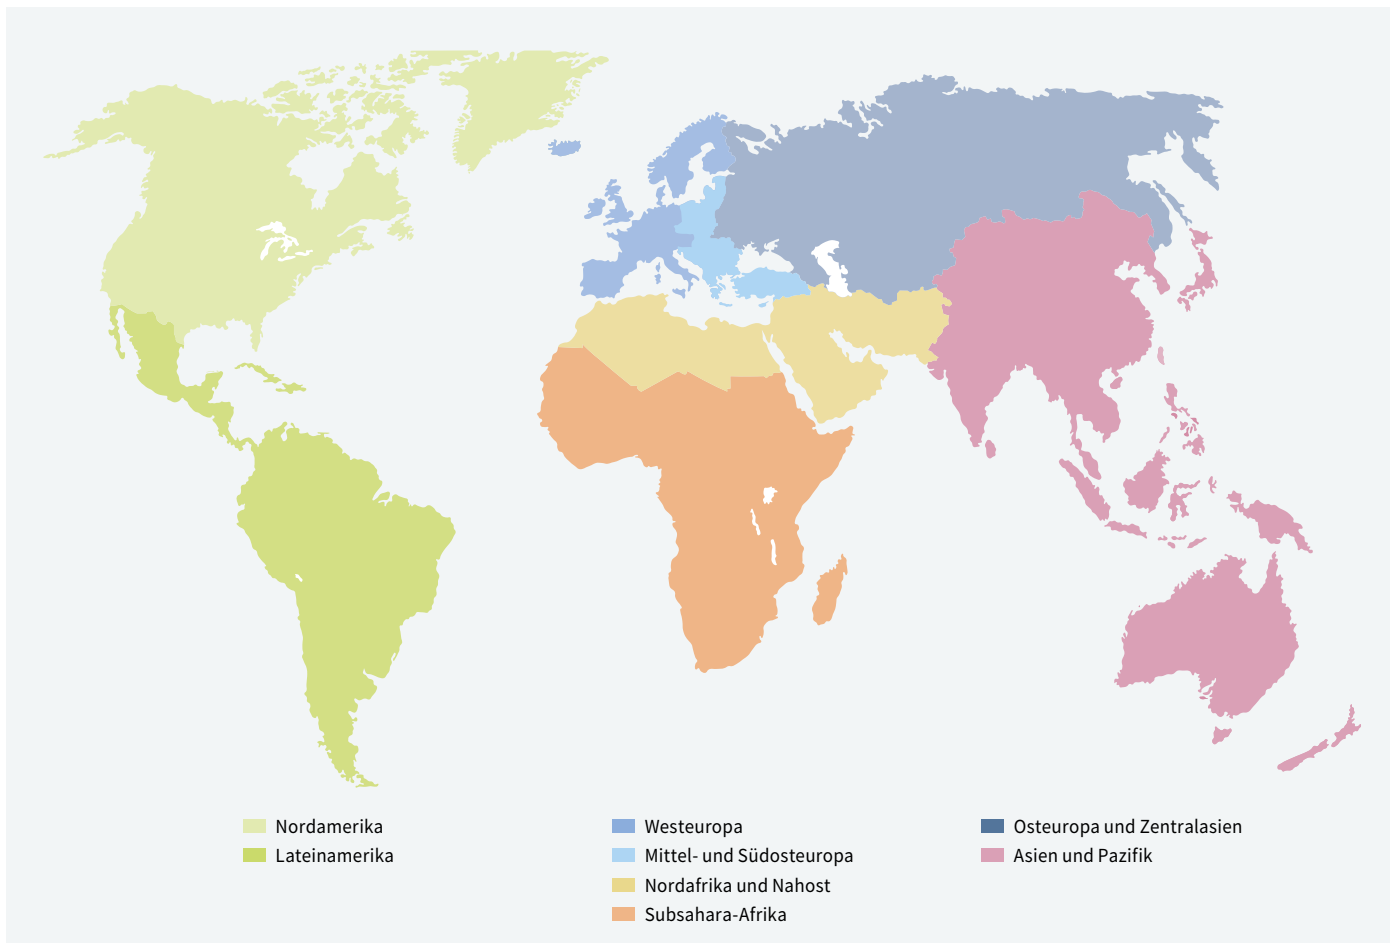 Nordamerika
Lateinamerika
Westeuropa
Mittel- und Südosteuropa
Nordafrika und Nahost
Subsahara-Afrika
Osteuropa und Zentralasien
Asien und Pazifik